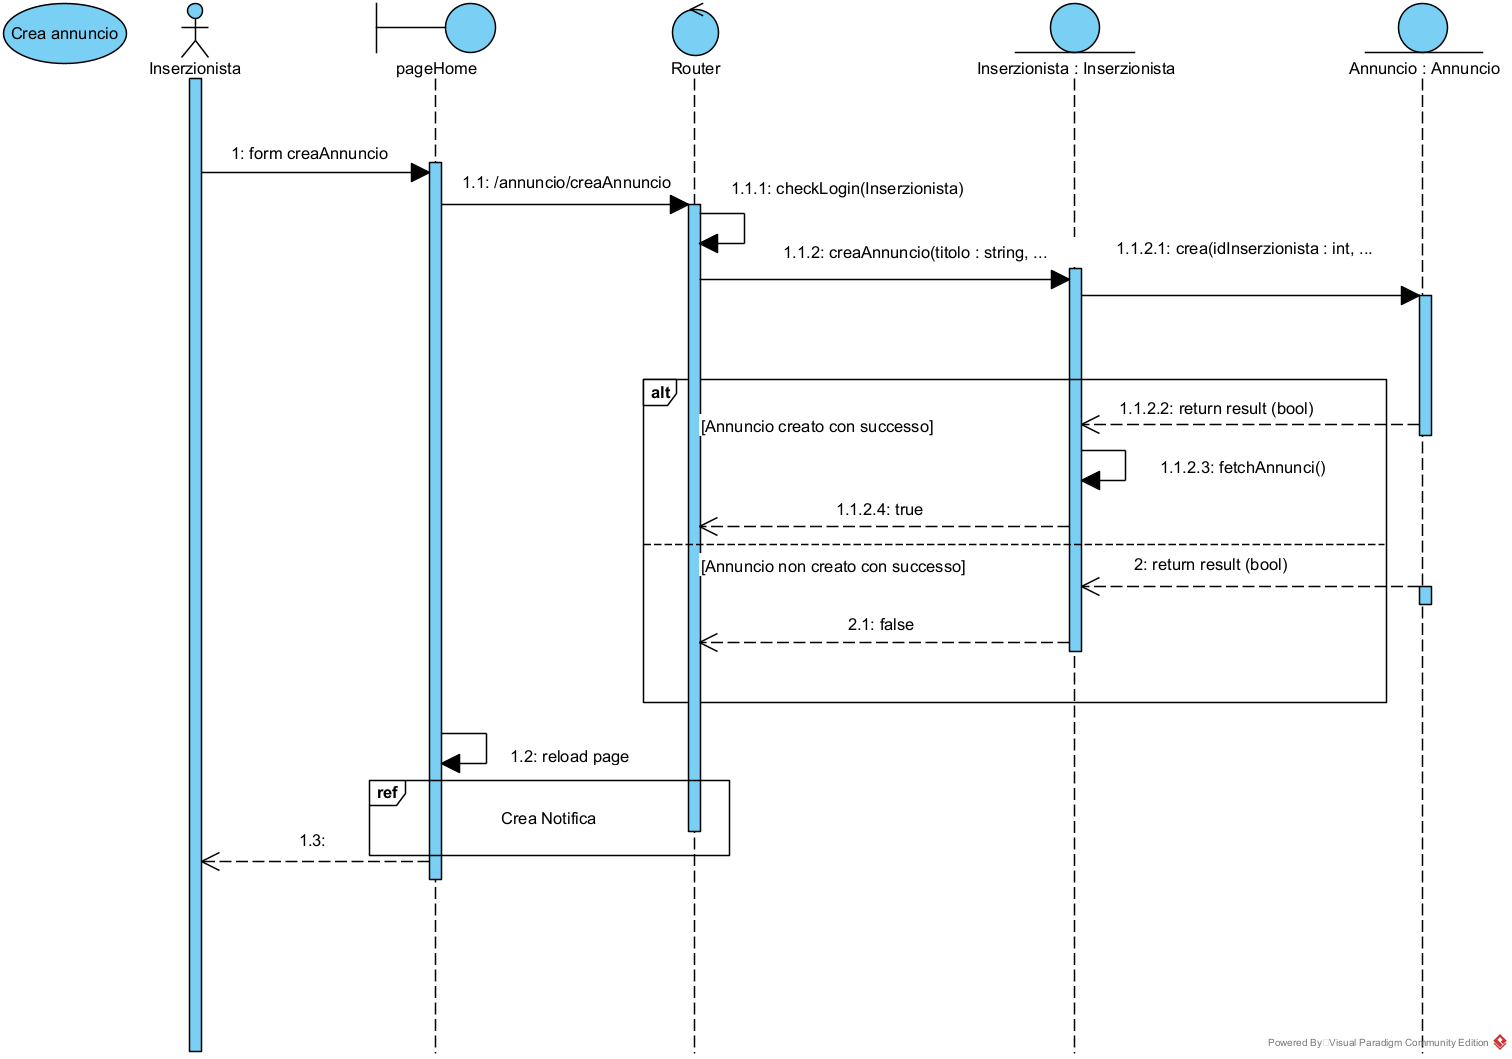 Crea annuncio
Inserzionista
pageHome
Router
Inserzionista : Inserzionista
Annuncio : Annuncio
1: form creaAnnuncio
1.1: /annuncio/creaAnnuncio
1.1.1: checkLogin(Inserzionista)
1.1.2: creaAnnuncio(titolo : string, ...
1.1.2.1: crea(idInserzionista : int, ...
alt
1.1.2.2: return result (bool)
[Annuncio creato con successo]
1.1.2.3: fetchAnnunci()
1.1.2.4: true
[Annuncio non creato con successo]
2: return result (bool)
2.1: false
1.2: reload page
ref
Crea Notifica
1.3:
Powered By Visual Paradigm Community Edition